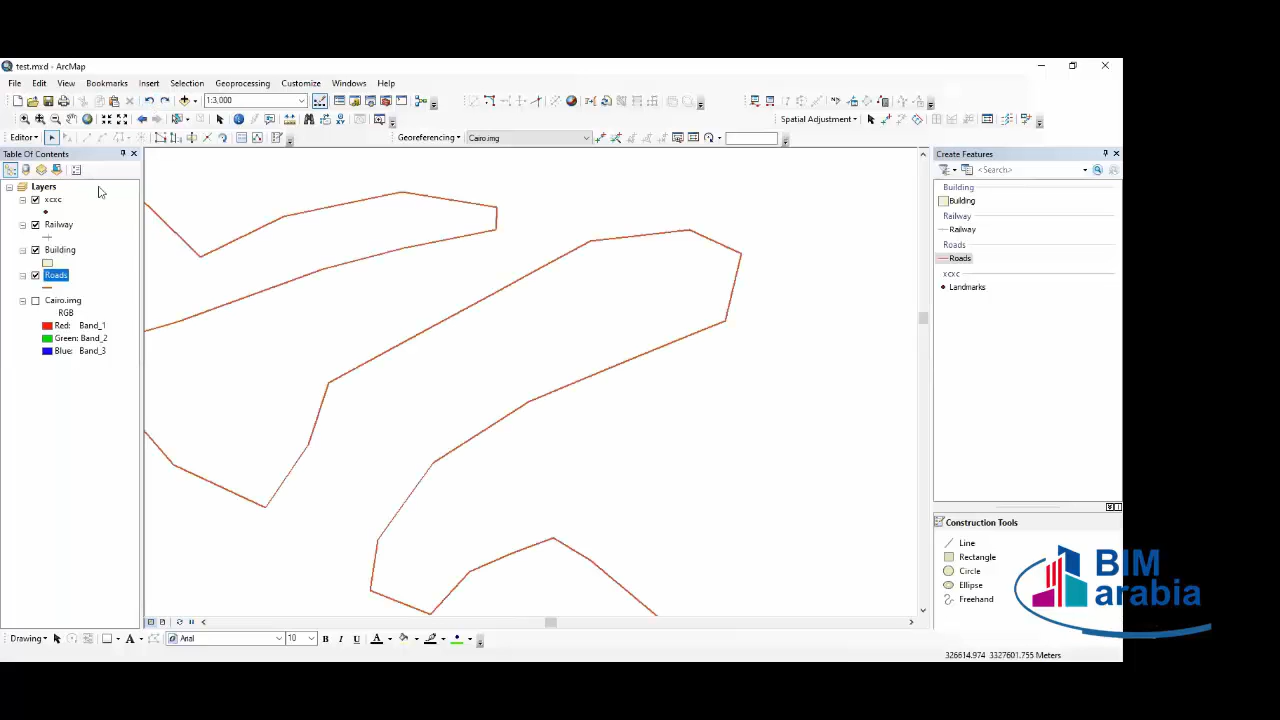 test.mxd - ArcMap
File Edit View Bookmarks Insert Selection Geoprocessing Customize Windows Help
1:3,000
Spatial Adjustment
Editor
Georeferencing
Cairo.img
Table Of Contents
Layers
xcxc
Railway
Building
Roads
Cairo.img
RGB
Red: Band_1
Green: Band_2
Blue: Band_3
Create Features
<Search>
Building
Building
Railway
Railway
Roads
Roads
xcxc
Landmarks
Construction Tools
Line
Rectangle
Circle
Ellipse
Freehand
BIM
arabia
Drawing
A
Arial
10
B I U A
326614.974 3327601.755 Meters